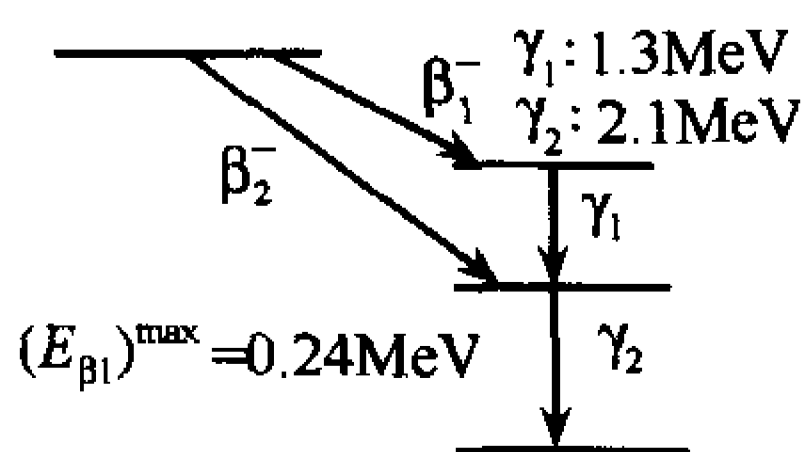 γ₁: 1.3MeV
β₁⁻
γ₂: 2.1MeV
β₂⁻
γ₁
(Eβ1)ᵐᵃˣ =0.24MeV
γ₂